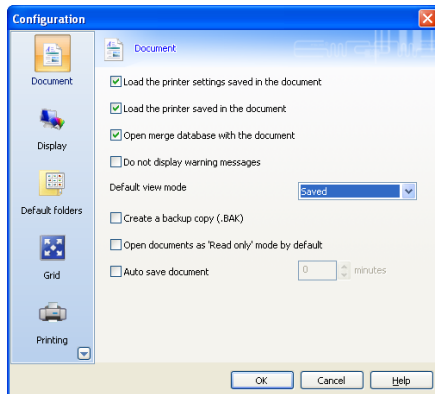 Configuration
Document
Document
Load the printer settings saved in the document
Load the printer saved in the document
Open merge database with the document
Display
Do not display warning messages
Default view mode
Saved
Default folders
Create a backup copy (.BAK)
Open documents as 'Read only' mode by default
Auto save document
0
minutes
Grid
Printing
OK
Cancel
Help